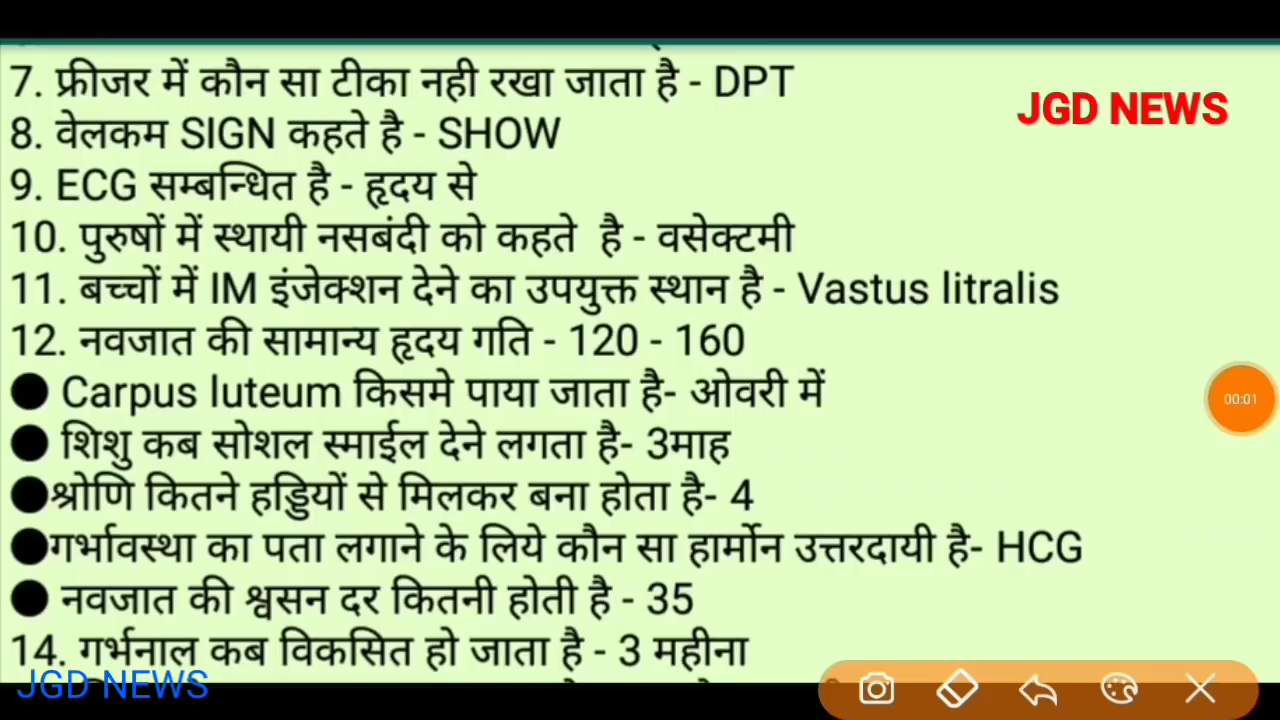 7. फ्रीजर में कौन सा टीका नही रखा जाता है - DPT
JGD NEWS
8. वेलकम SIGN कहते है - SHOW
9. ECG सम्बन्धित है - हृदय से
10. पुरुषों में स्थायी नसबंदी को कहते है - वसेक्टमी
11. बच्चों में IM इंजेक्शन देने का उपयुक्त स्थान है - Vastus litralis
12. नवजात की सामान्य हृदय गति - 120 - 160
● Carpus luteum किसमे पाया जाता है- ओवरी में
00:01
● शिशु कब सोशल स्माईल देने लगता है- 3माह
●श्रोणि कितने हड्डियों से मिलकर बना होता है- 4
●गर्भावस्था का पता लगाने के लिये कौन सा हार्मोन उत्तरदायी है- HCG
● नवजात की श्वसन दर कितनी होती है - 35
14. गर्भनाल कब विकसित हो जाता है - 3 महीना
JGD NEWS